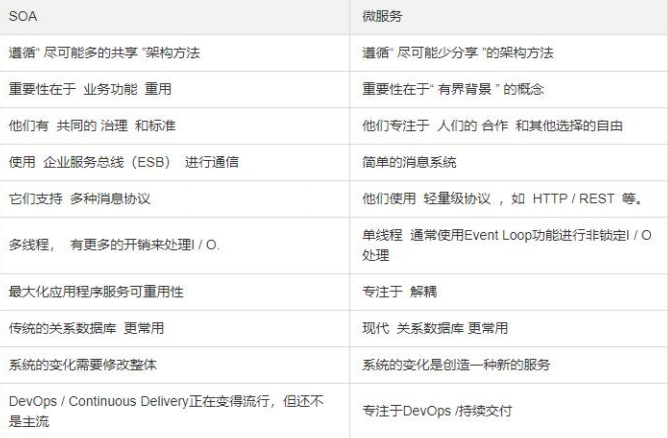 SOA
微服务
遵循“ 尽可能多的共享 ”架构方法
遵循“ 尽可能少分享 ”的架构方法
重要性在于 业务功能 重用
重要性在于“ 有界背景 ” 的概念
他们有 共同的 治理 和标准
他们专注于 人们的 合作 和其他选择的自由
使用 企业服务总线（ESB） 进行通信
简单的消息系统
它们支持 多种消息协议
他们使用 轻量级协议 ，如 HTTP / REST 等。
多线程， 有更多的开销来处理I / O.
单线程 通常使用Event Loop功能进行非锁定I / O
处理
最大化应用程序服务可重用性
专注于 解耦
传统的关系数据库 更常用
现代 关系数据库 更常用
系统的变化需要修改整体
系统的变化是创造一种新的服务
DevOps / Continuous Delivery正在变得流行，但还不
是主流
专注于DevOps /持续交付